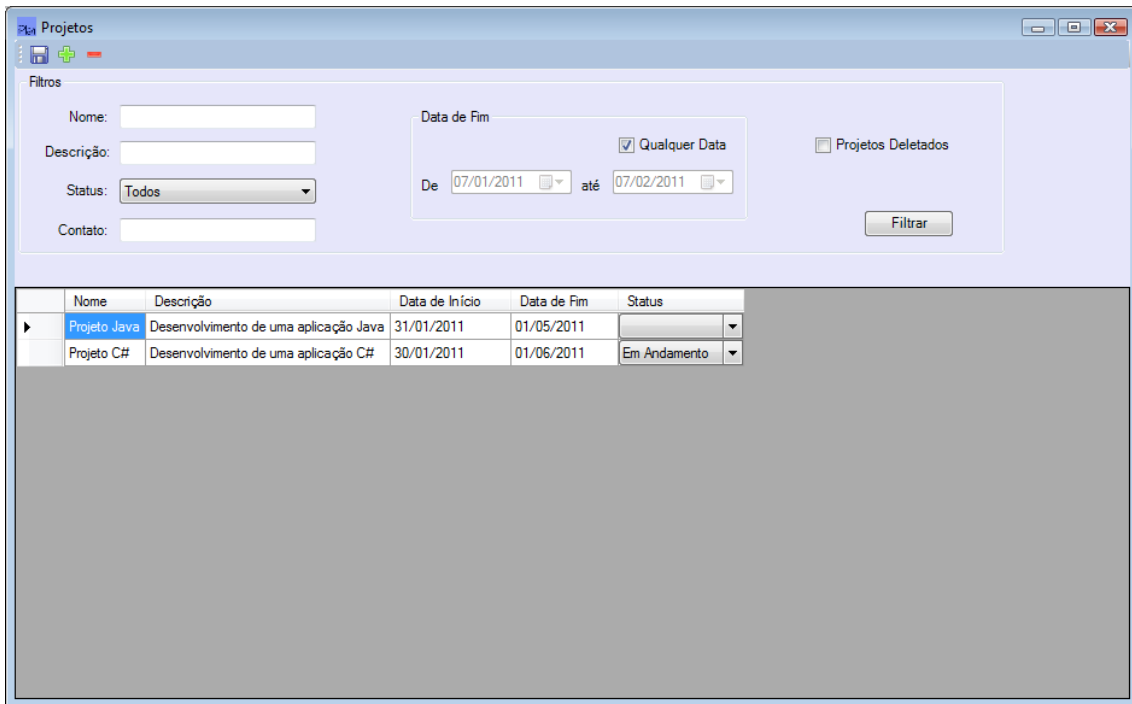 Projetos
Filtros
Nome:
Descrição:
Status: Todos
Contato:
Data de Fim
Qualquer Data
De 07/01/2011 até 07/02/2011
Projetos Deletados
Filtrar
Nome Descrição Data de Início Data de Fim Status
Projeto Java Desenvolvimento de uma aplicação Java 31/01/2011 01/05/2011
Projeto C# Desenvolvimento de uma aplicação C# 30/01/2011 01/06/2011 Em Andamento